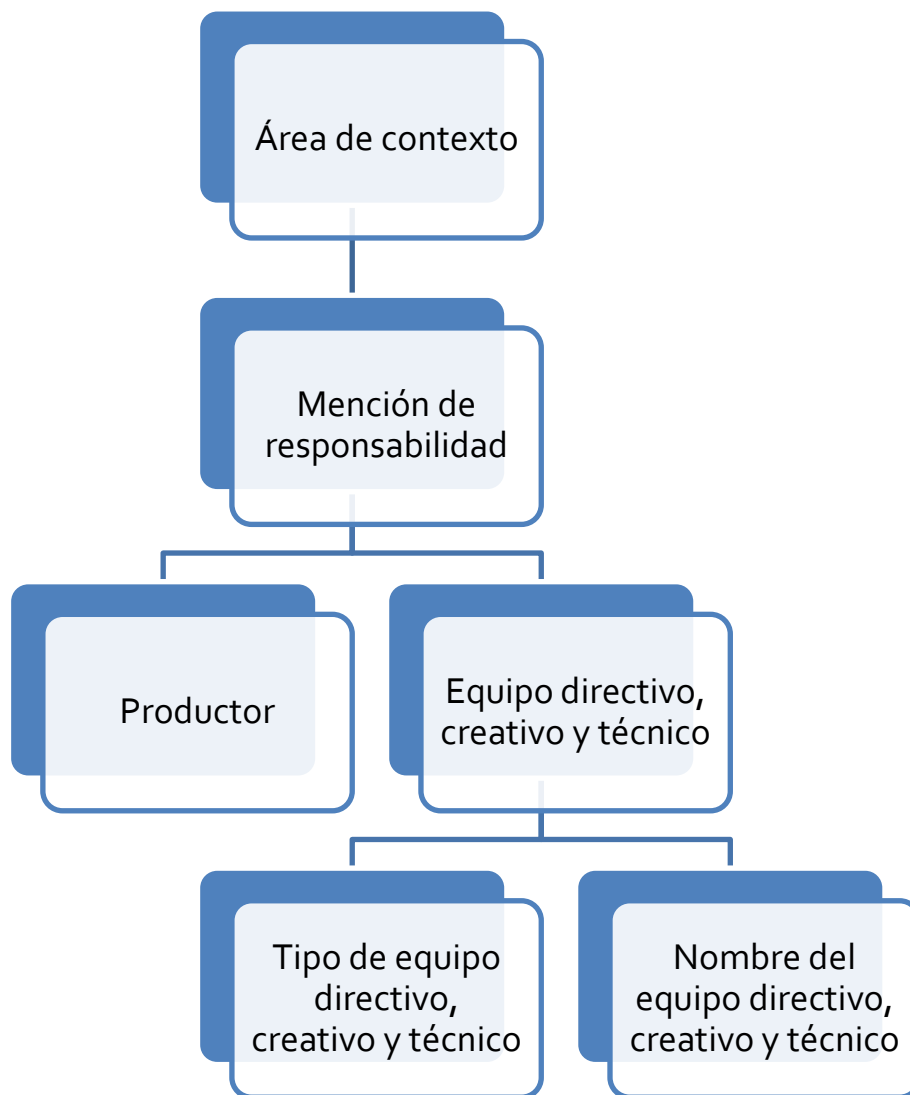 Área de contexto
Mención de
responsabilidad
Productor
Equipo directivo,
creativo y técnico
Tipo de equipo
directivo,
creativo y técnico
Nombre del
equipo directivo,
creativo y técnico